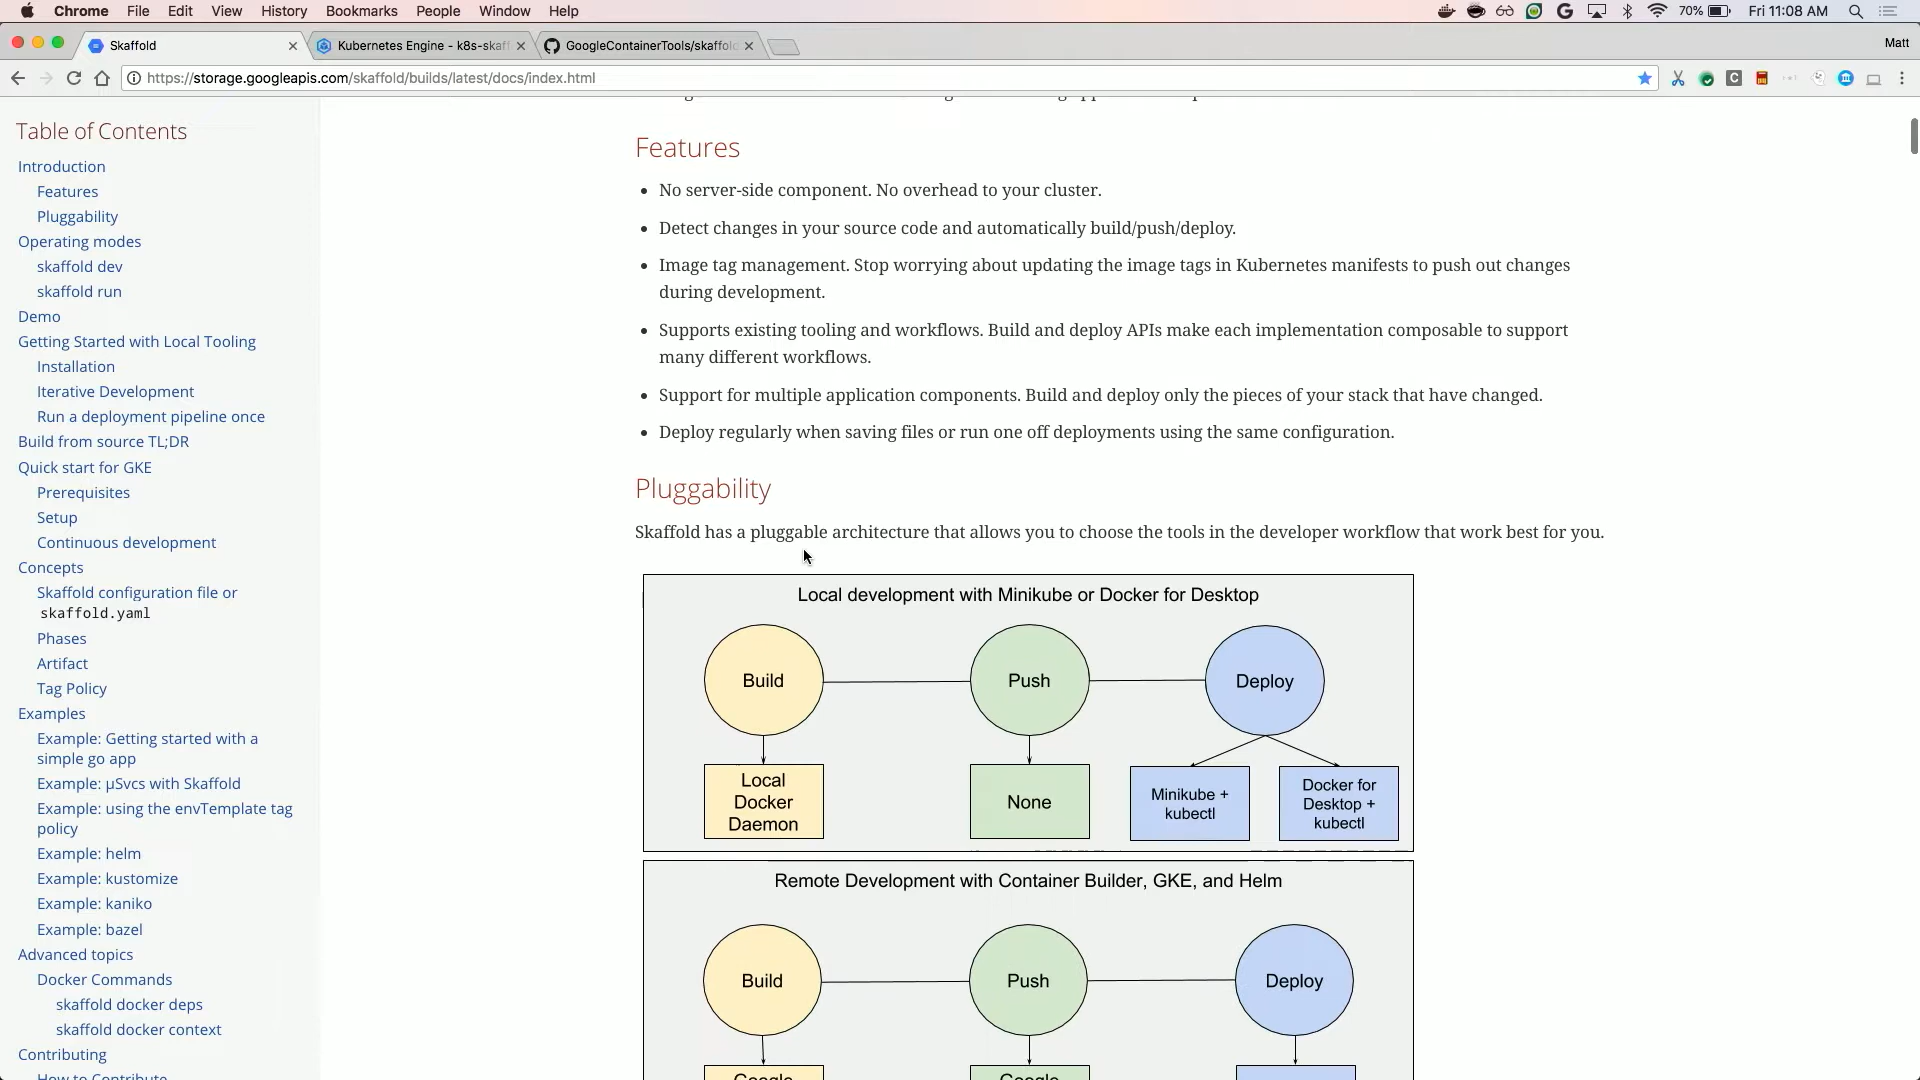 Chrome File Edit View History Bookmarks People Window Help 70% Fri 11:08 AM
Skaffold Kubernetes Engine - k8s-skaff GoogleContainerTools/skaffold Matt
https://storage.googleapis.com/skaffold/builds/latest/docs/index.html
Table of Contents
Introduction
Features
Pluggability
Operating modes
skaffold dev
skaffold run
Demo
Getting Started with Local Tooling
Installation
Iterative Development
Run a deployment pipeline once
Build from source TL;DR
Quick start for GKE
Prerequisites
Setup
Continuous development
Concepts
Skaffold configuration file or
skaffold.yaml
Phases
Artifact
Tag Policy
Examples
Example: Getting started with a
simple go app
Example: µSvcs with Skaffold
Example: using the envTemplate tag
policy
Example: helm
Example: kustomize
Example: kaniko
Example: bazel
Advanced topics
Docker Commands
skaffold docker deps
skaffold docker context
Contributing
How to Contribute
Features
• No server-side component. No overhead to your cluster.
• Detect changes in your source code and automatically build/push/deploy.
• Image tag management. Stop worrying about updating the image tags in Kubernetes manifests to push out changes
during development.
• Supports existing tooling and workflows. Build and deploy APIs make each implementation composable to support
many different workflows.
• Support for multiple application components. Build and deploy only the pieces of your stack that have changed.
• Deploy regularly when saving files or run one off deployments using the same configuration.
Pluggability
Skaffold has a pluggable architecture that allows you to choose the tools in the developer workflow that work best for you.
Local development with Minikube or Docker for Desktop
Build Push Deploy
Local
Docker
Daemon
None
Minikube +
kubectl
Docker for
Desktop +
kubectl
Remote Development with Container Builder, GKE, and Helm
Build Push Deploy
Google Google